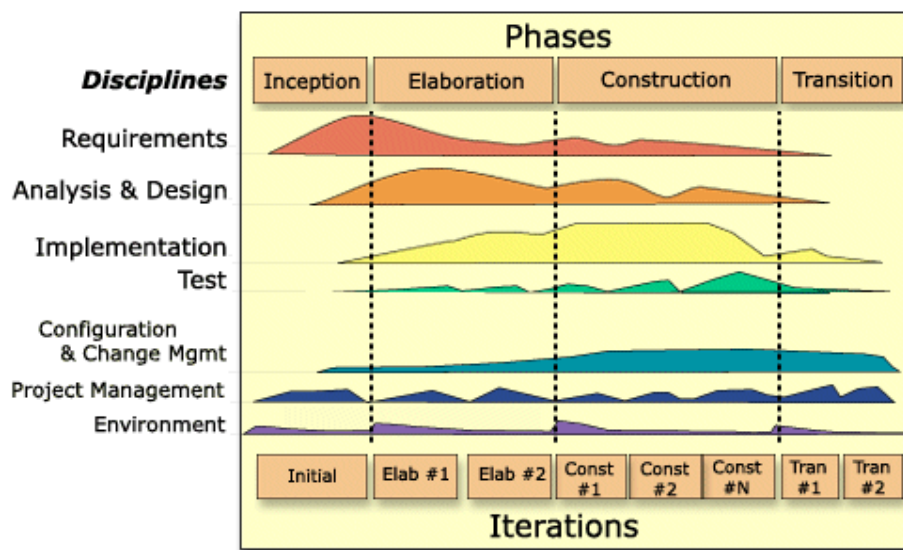 Phases
Disciplines
Inception
Elaboration
Construction
Transition
Requirements
Analysis & Design
Implementation
Test
Configuration
& Change Mgmt
Project Management
Environment
Initial
Elab #1
Elab #2
Const
#1
Const
#2
Const
#N
Tran
#1
Tran
#2
Iterations